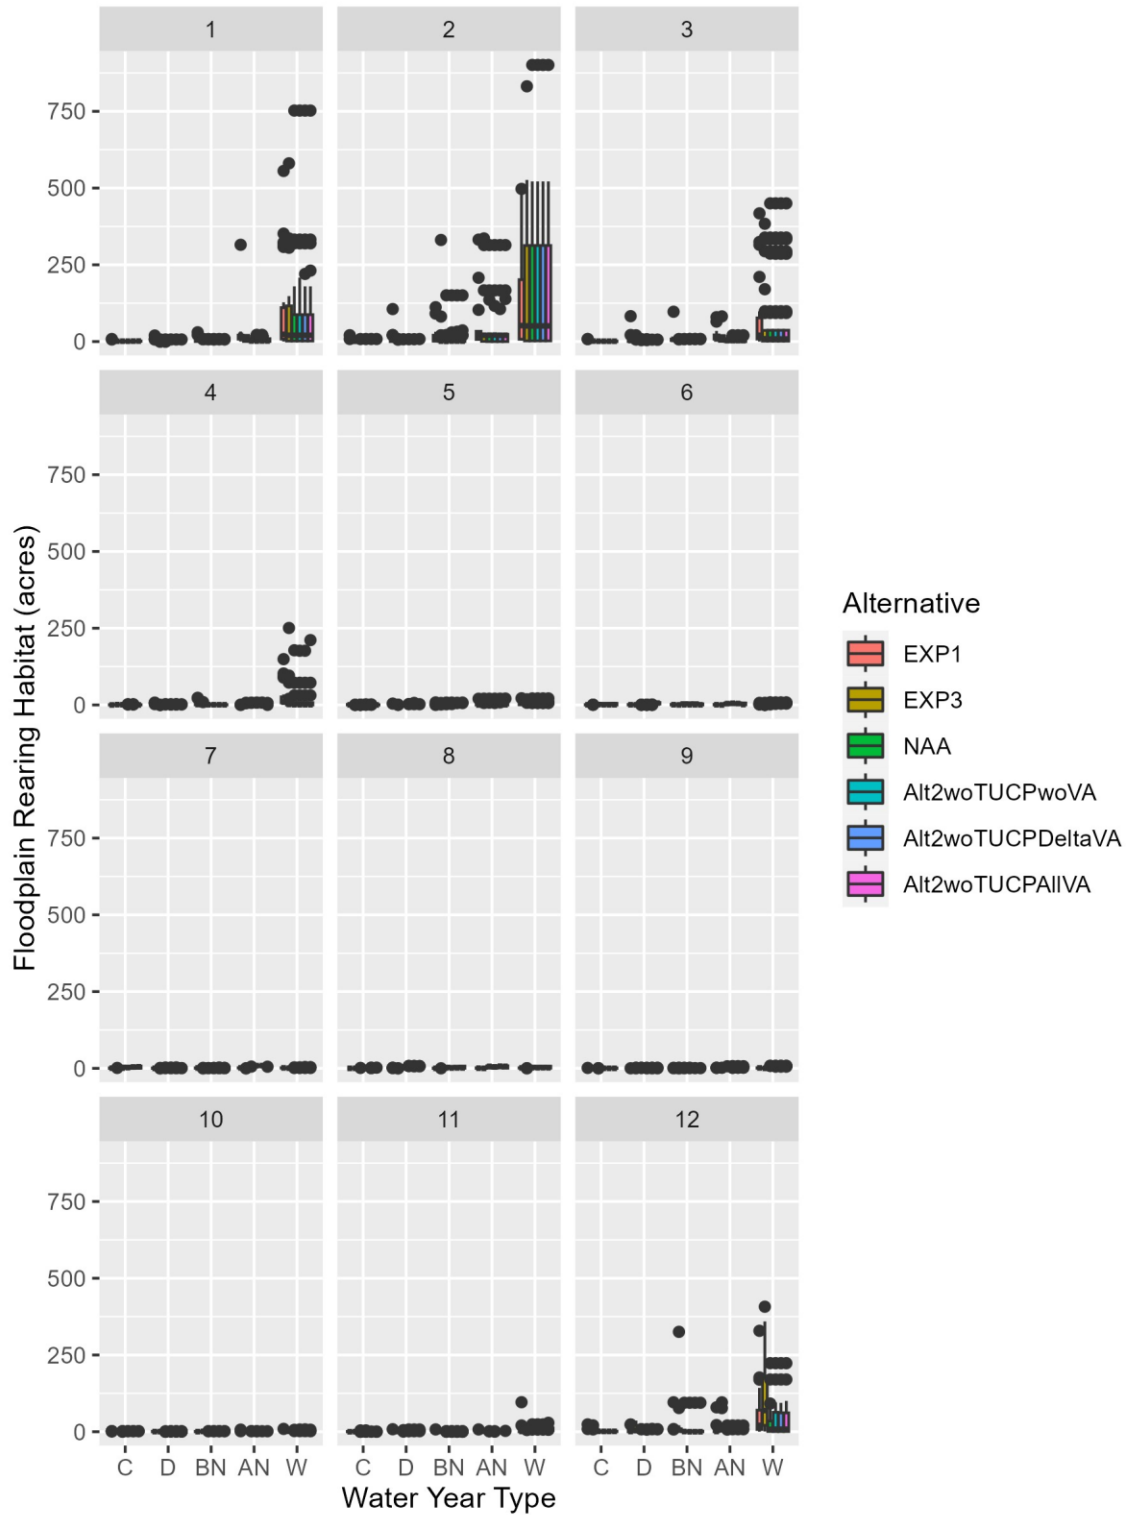 1 2 3
750
500
250
0
4 5 6
750
500
250
0
7 8 9
750
500
250
0
10 11 12
750
500
250
0
C D BN AN W C D BN AN W C D BN AN W
Water Year Type
Floodplain Rearing Habitat (acres)
Alternative
EXP1
EXP3
NAA
Alt2woTUCPwoVA
Alt2woTUCPDeltaVA
Alt2woTUCPAllVA